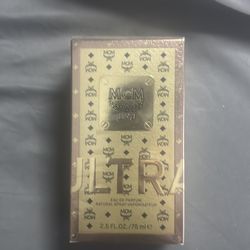 MCM
ULTRA
EAU DE PARFUM
NATURAL SPRAY/VAPORISATEUR
2.5 FL.OZ./75 ml